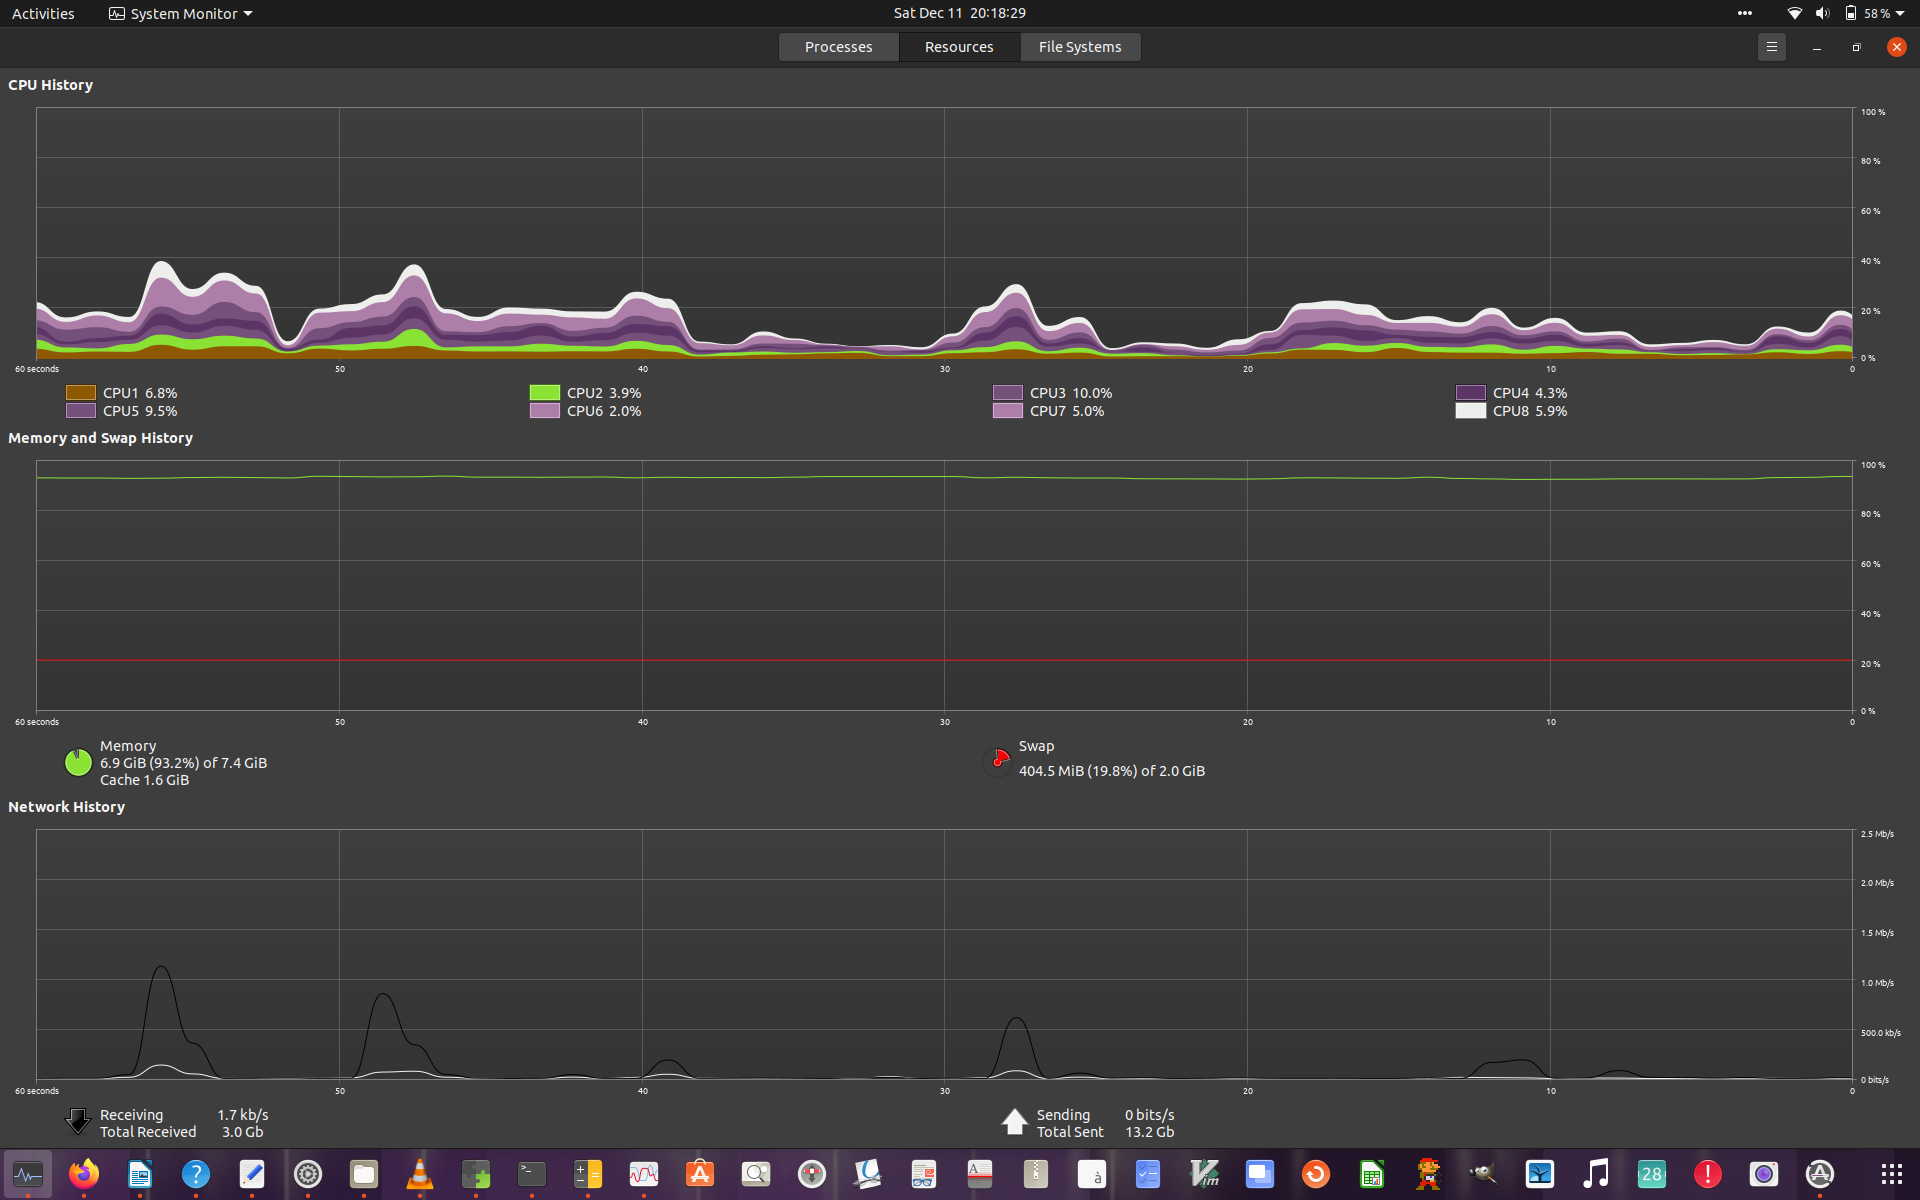 Activities System Monitor Sat Dec 11 20:18:29 58 %
Processes Resources File Systems
CPU History
100 %
80 %
60 %
40 %
20 %
0 %
60 seconds 50 40 30 20 10 0
CPU1 6.8% CPU2 3.9% CPU3 10.0% CPU4 4.3%
CPU5 9.5% CPU6 2.0% CPU7 5.0% CPU8 5.9%
Memory and Swap History
100 %
80 %
60 %
40 %
20 %
0 %
60 seconds 50 40 30 20 10 0
Memory
6.9 GiB (93.2%) of 7.4 GiB
Cache 1.6 GiB
Swap
404.5 MiB (19.8%) of 2.0 GiB
Network History
2.5 Mb/s
2.0 Mb/s
1.5 Mb/s
1.0 Mb/s
500.0 kb/s
0 bits/s
60 seconds 50 40 30 20 10 0
Receiving 1.7 kb/s
Total Received 3.0 Gb
Sending 0 bits/s
Total Sent 13.2 Gb
28